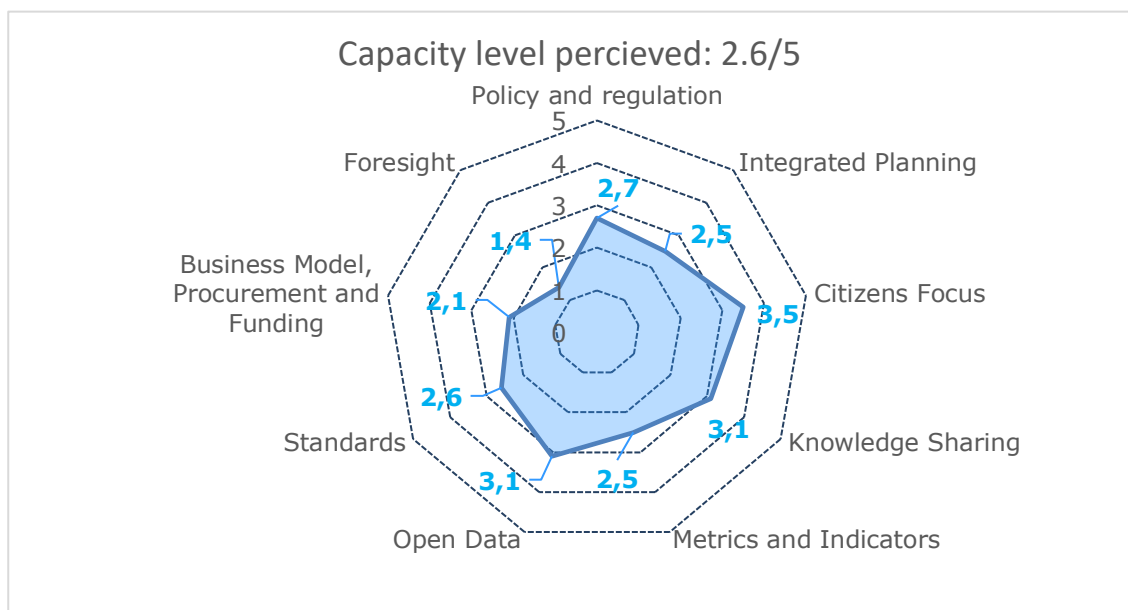 Capacity level percieved: 2.6/5
Policy and regulation
5
Foresight
4
Integrated Planning
2,7
3
1,4
2,5
2
Business Model,
Procurement and
Funding
2,1
1
Citizens Focus
3,5
0
2,6
3,1
Standards
Knowledge Sharing
3,1
2,5
Open Data
Metrics and Indicators